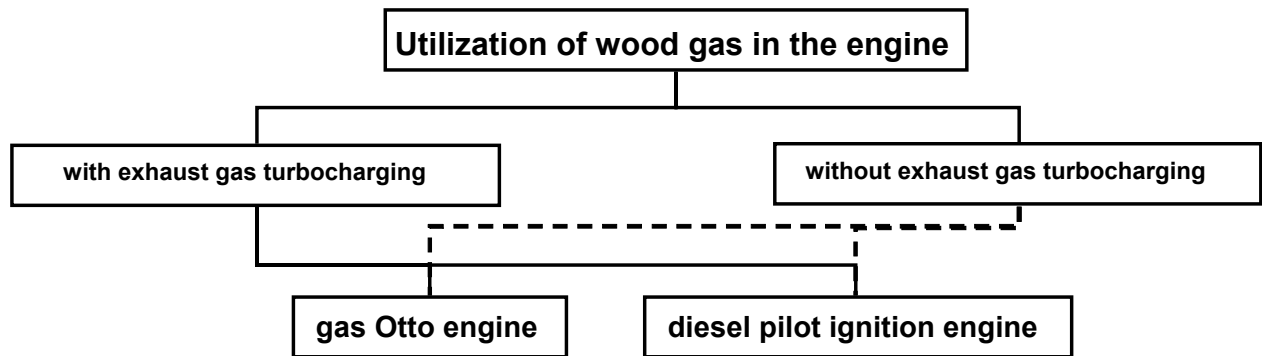 Utilization of wood gas in the engine
with exhaust gas turbocharging
without exhaust gas turbocharging
gas Otto engine
diesel pilot ignition engine